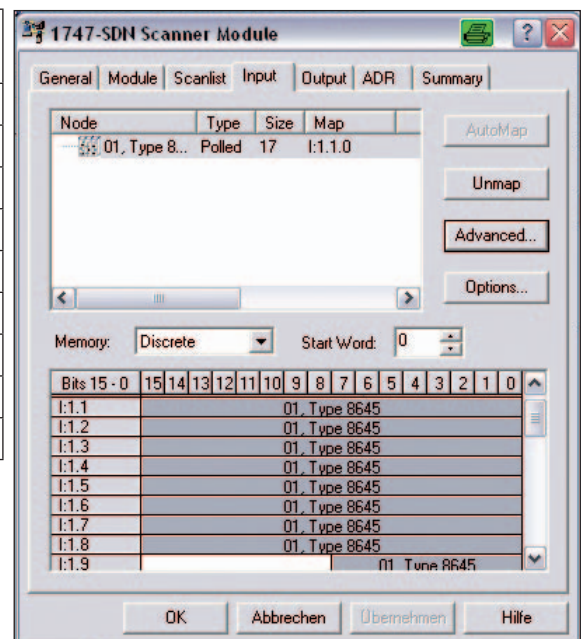 1747-SDN Scanner Module
General Module Scanlist Input Output ADR Summary
Node Type Size Map
01, Type 8... Polled 17 I:1.1.0
AutoMap
Unmap
Advanced...
Options...
Memory: Discrete Start Word: 0
Bits 15 - 0 15 14 13 12 11 10 9 8 7 6 5 4 3 2 1 0
I:1.1 01, Type 8645
I:1.2 01, Type 8645
I:1.3 01, Type 8645
I:1.4 01, Type 8645
I:1.5 01, Type 8645
I:1.6 01, Type 8645
I:1.7 01, Type 8645
I:1.8 01, Type 8645
I:1.9 01, Type 8645
OK Abbrechen Übernehmen Hilfe